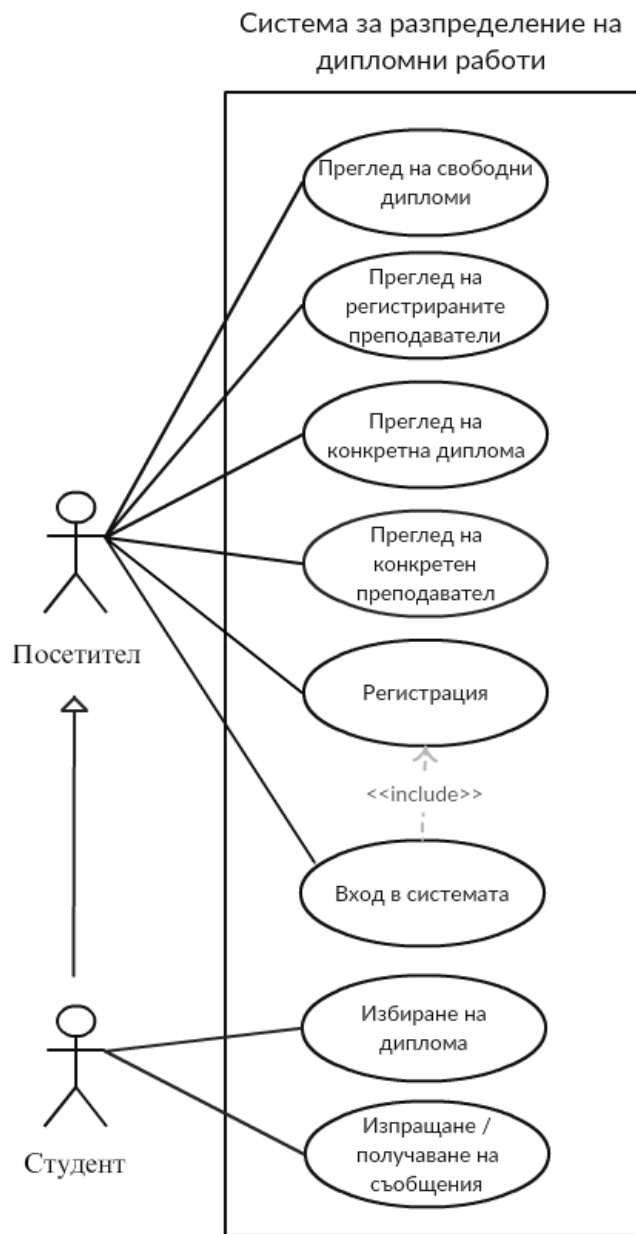 Система за разпределение на
дипломни работи
Преглед на свободни
дипломи
Преглед на
регистрираните
преподаватели
Преглед на
конкретна диплома
Преглед на
конкретен
преподавател
Посетител
Регистрация
<<include>>
Вход в системата
Избиране на
диплома
Изпращане /
получаване на
съобщения
Студент